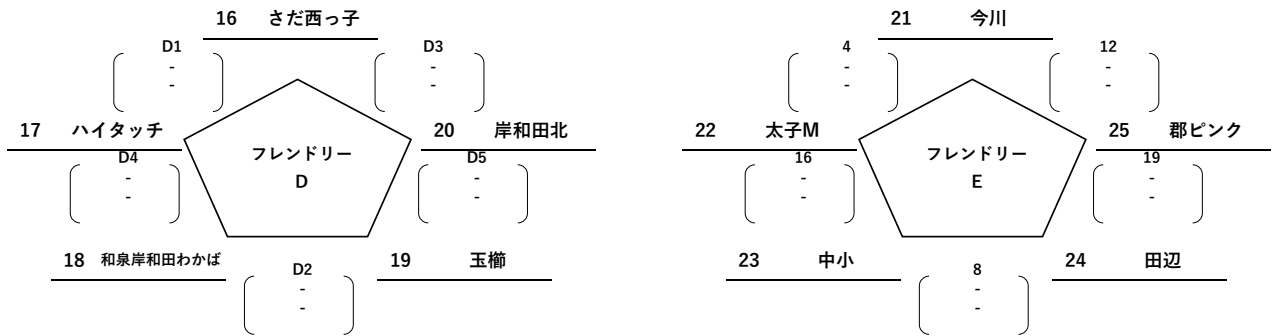 16 さだ西っ子
D1
-
-
D3
-
-
17 ハイタッチ
20 岸和田北
フレンドリー
D
D4
-
-
D5
-
-
18 和泉岸和田わかば
19 玉櫛
D2
-
-
21 今川
4
-
-
12
-
-
22 太子M
25 郡ピンク
フレンドリー
E
16
-
-
19
-
-
23 中小
24 田辺
8
-
-